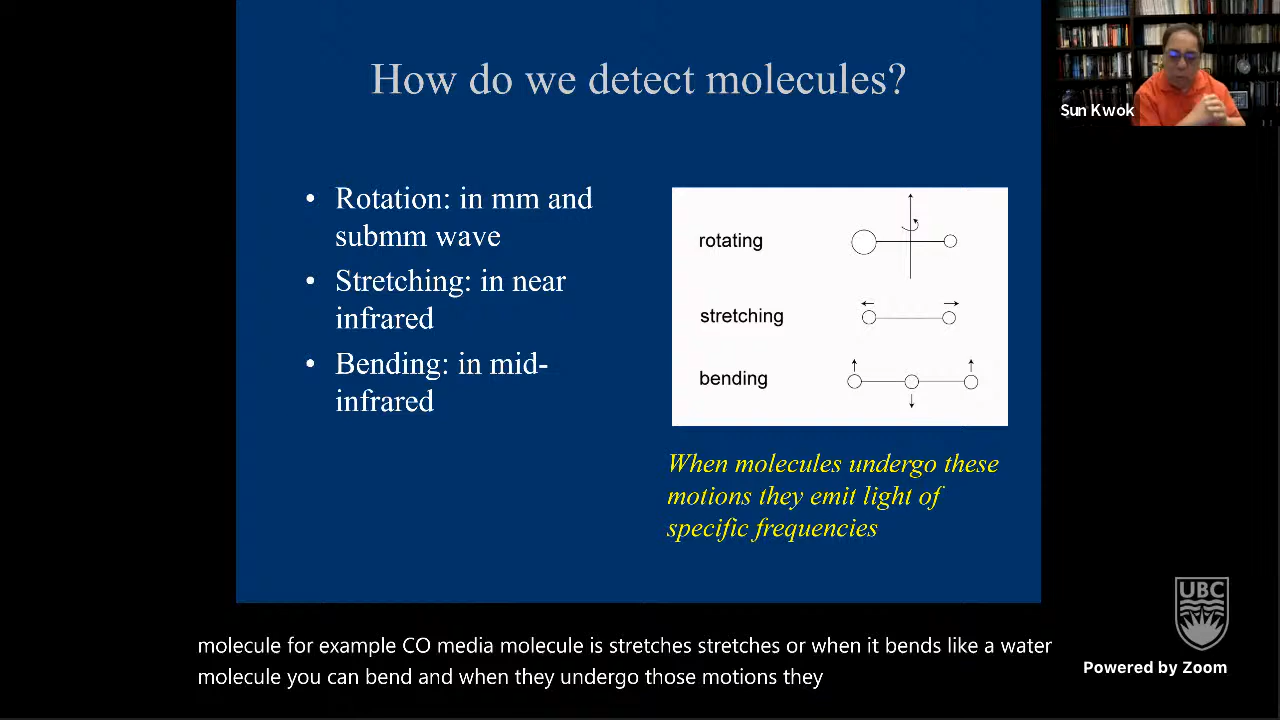 How do we detect molecules?
Sun Kwok
• Rotation: in mm and
submm wave
• Stretching: in near
infrared
• Bending: in mid-
infrared
rotating
stretching
bending
When molecules undergo these
motions they emit light of
specific frequencies
UBC
molecule for example CO media molecule is stretches stretches or when it bends like a water
molecule you can bend and when they undergo those motions they
Powered by Zoom